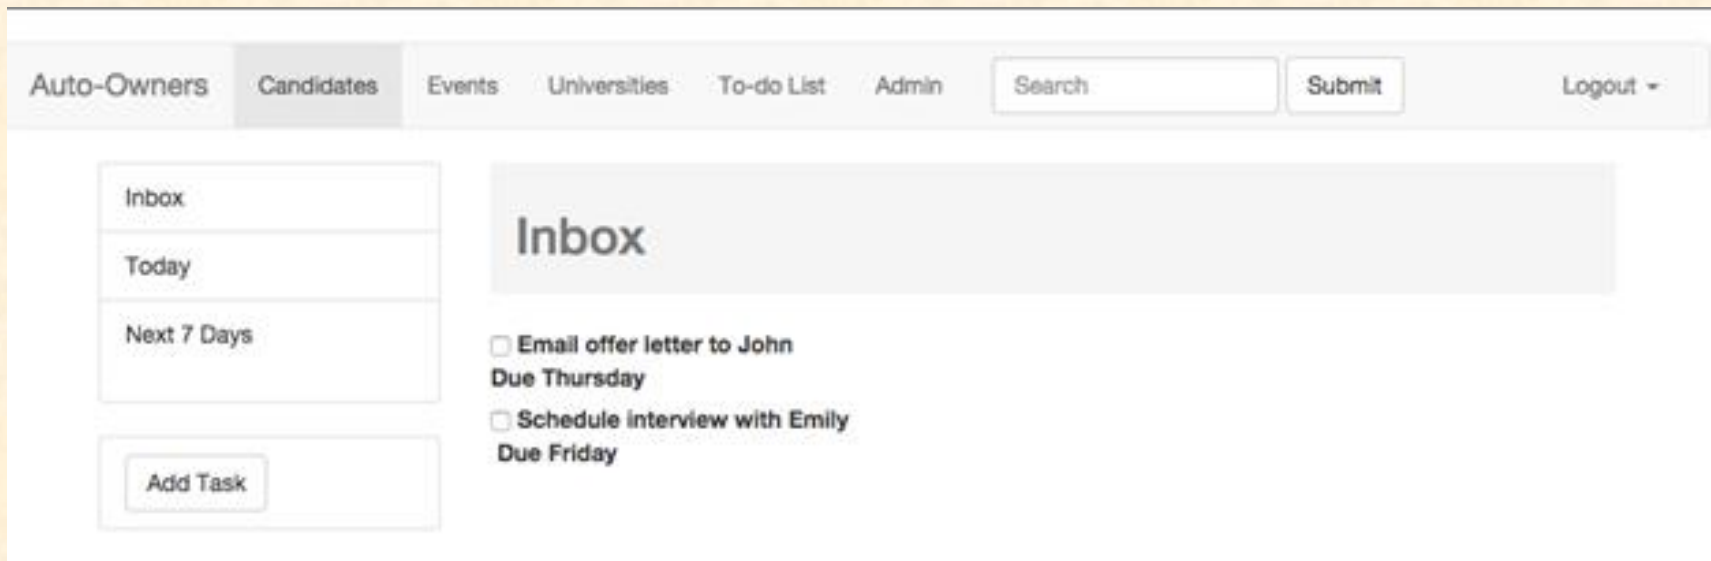 Auto-Owners Candidates Events Universities To-do List Admin Search Submit Logout
Inbox
Today
Next 7 Days
Add Task
Inbox
Email offer letter to John
Due Thursday
Schedule interview with Emily
Due Friday